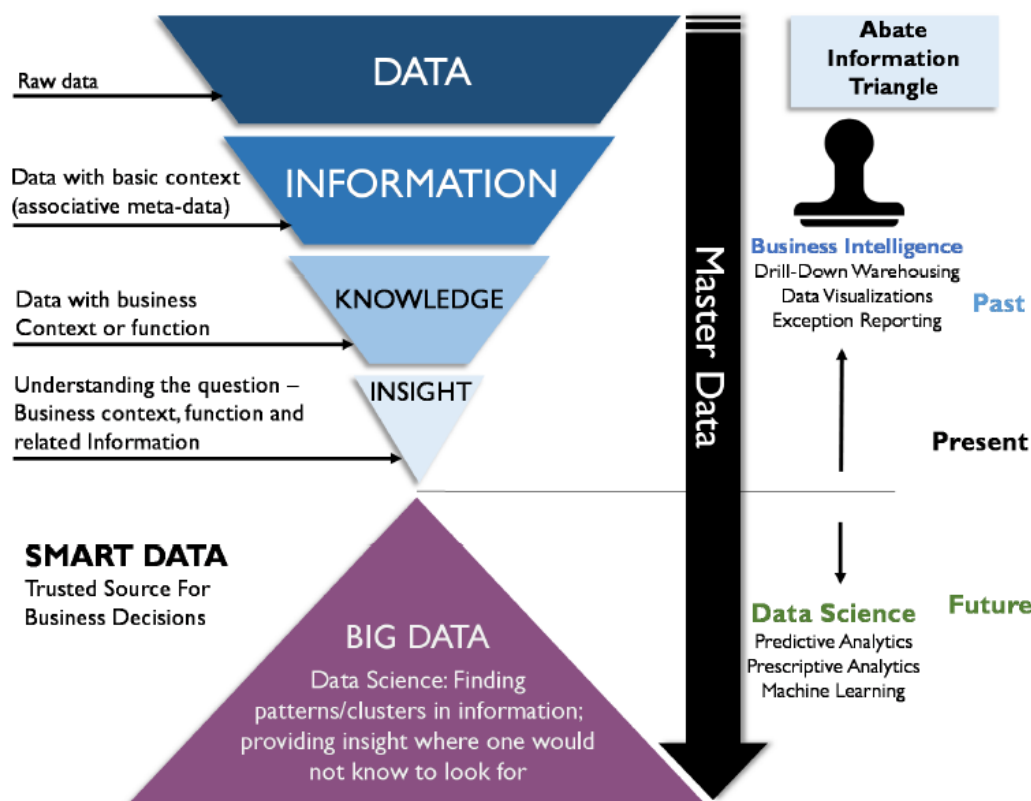 Abate
Information
Triangle
DATA
Raw data
INFORMATION
Data with basic context
(associative meta-data)
KNOWLEDGE
Data with business
Context or function
INSIGHT
Understanding the question –
Business context, function and
related Information
Master Data
Business Intelligence
Drill-Down Warehousing
Data Visualizations
Exception Reporting
Past
Present
SMART DATA
Trusted Source For
Business Decisions
BIG DATA
Data Science: Finding
patterns/clusters in information;
providing insight where one would
not know to look for
Future
Data Science
Predictive Analytics
Prescriptive Analytics
Machine Learning